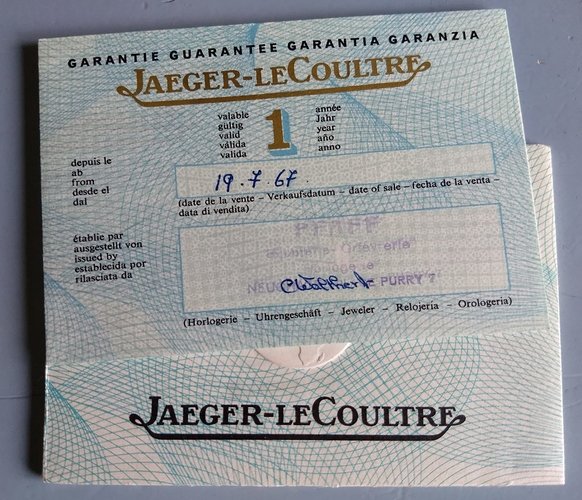 GARANTIE GUARANTEE GARANTIA GARANZIA
JAEGER-LECOULTRE
valable
gültig
valid
válida
valida
1
année
Jahr
year
año
anno
depuis le
ab
from
desde el
dal
19.7.67
(date de la vente – Verkaufsdatum – date of sale – fecha de la venta –
data di vendita)
établie par
ausgestellt von
issued by
establecida por
rilasciata da
PURRY 7
(Horlogerie – Uhrengeschäft – Jeweler – Relojería – Orologeria)
JAEGER-LECOULTRE